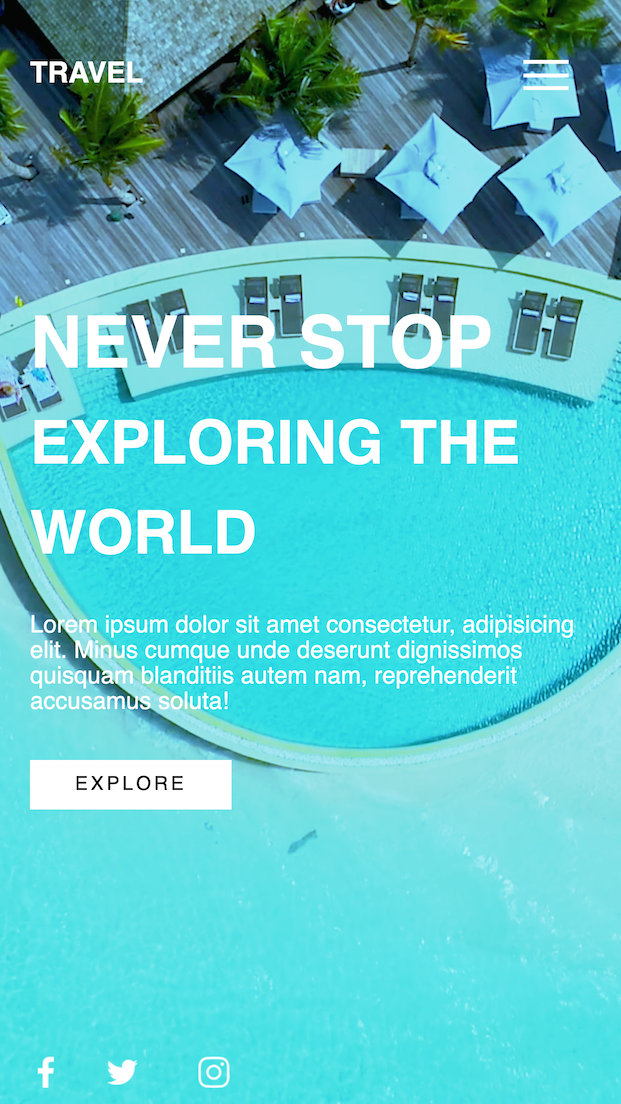 TRAVEL
NEVER STOP
EXPLORING THE
WORLD
Lorem ipsum dolor sit amet consectetur, adipisicing
elit. Minus cumque unde deserunt dignissimos
quisquam blanditiis autem nam, reprehenderit
accusamus soluta!
EXPLORE